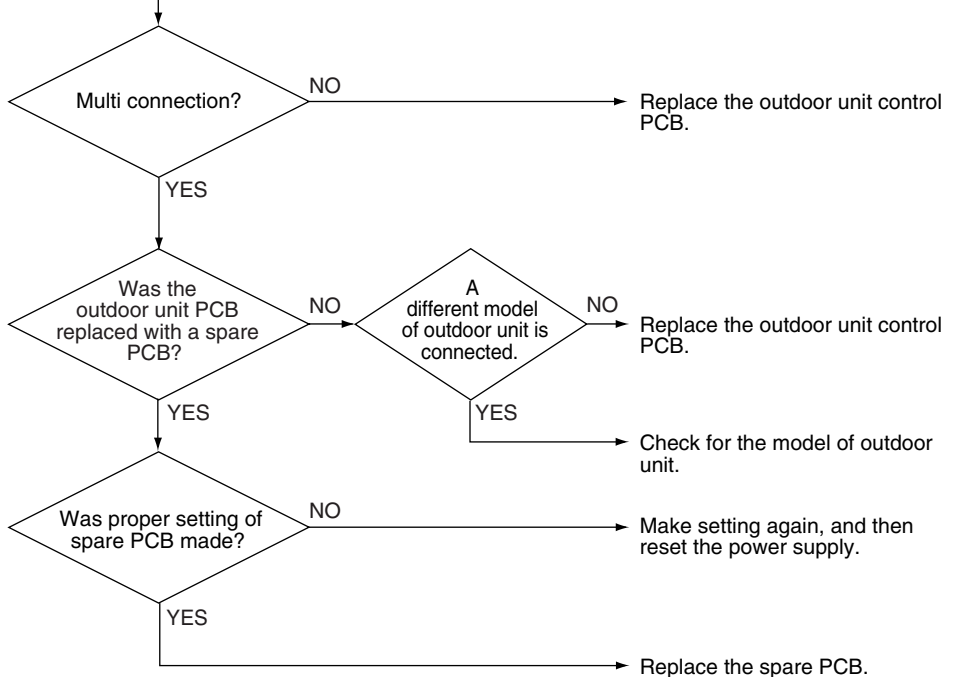 Multi connection?
NO
Replace the outdoor unit control
PCB.
YES
Was the
outdoor unit PCB
replaced with a spare
PCB?
NO
A
different model
of outdoor unit is
connected.
NO
Replace the outdoor unit control
PCB.
YES
YES
Check for the model of outdoor
unit.
Was proper setting of
spare PCB made?
NO
Make setting again, and then
reset the power supply.
YES
Replace the spare PCB.